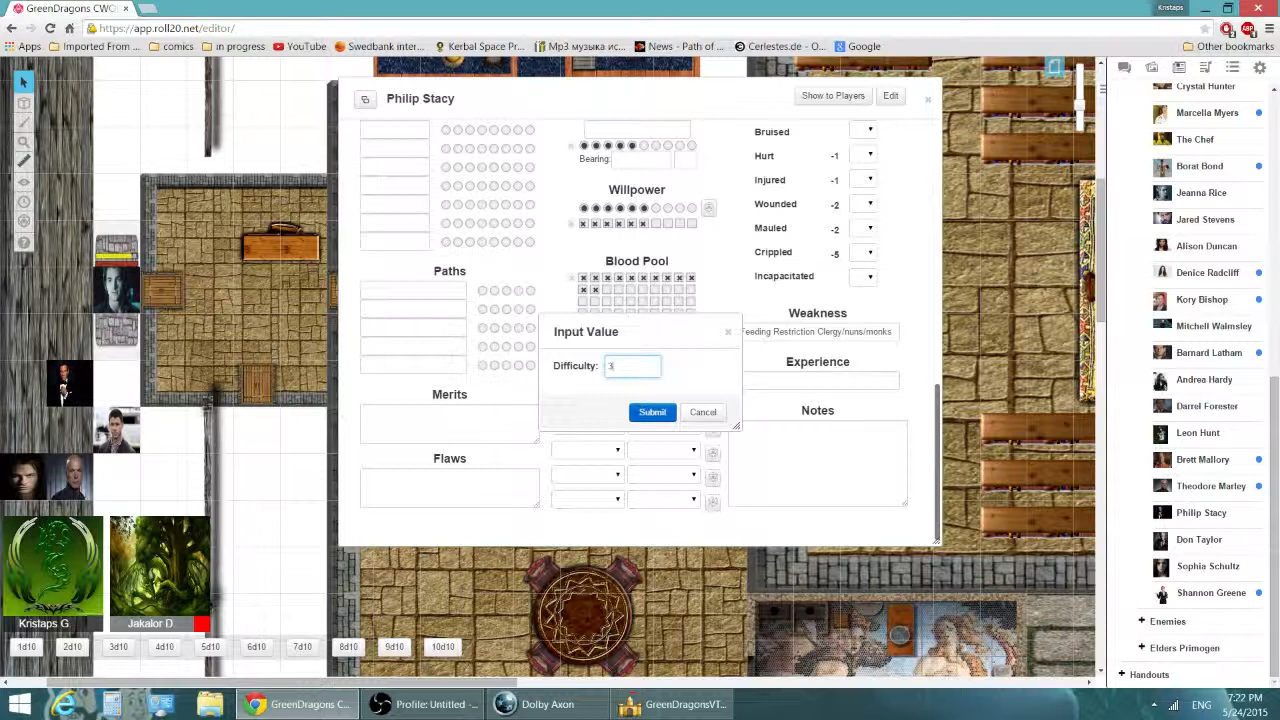 GreenDragons CWG
Kristaps
https://app.roll20.net/editor/
Apps
Imported From IE
comics
YouTube
Swedbank inter...
Kerbal Space Pr...
Mp3 музыка ис...
News - Path of ...
Cerlestes.de
Google
Other bookmarks
Philip Stacy
Show to Players
Edit
Bruised
Bearing:
Hurt -1
Injured -1
Willpower
Wounded -2
Mauled -2
Crippled -5
Blood Pool
Paths
Incapacitated
Weakness
Input Value
Feeding Restriction Clergy/nuns/monks
Difficulty: 3
Experience
Merits
Submit
Cancel
Notes
Flaws
Crystal Hunter
Marcella Myers
The Chef
Borat Bond
Jeanna Rice
Jared Stevens
Alison Duncan
Denice Radcliff
Kory Bishop
Mitchell Walmsley
Barnard Latham
Andrea Hardy
Darrel Forester
Leon Hunt
Brett Mallory
Theodore Marley
Philip Stacy
Don Taylor
Sophia Schultz
Shannon Greene
Enemies
Elders Primogen
Handouts
Kristaps G.
Jakalor D.
1d10
2d10
3d10
4d10
5d10
6d10
7d10
8d10
9d10
10d10
GreenDragons C...
Profile: Untitled -...
Dolby Axon
GreenDragonsVT...
ENG
7:22 PM
5/24/2015